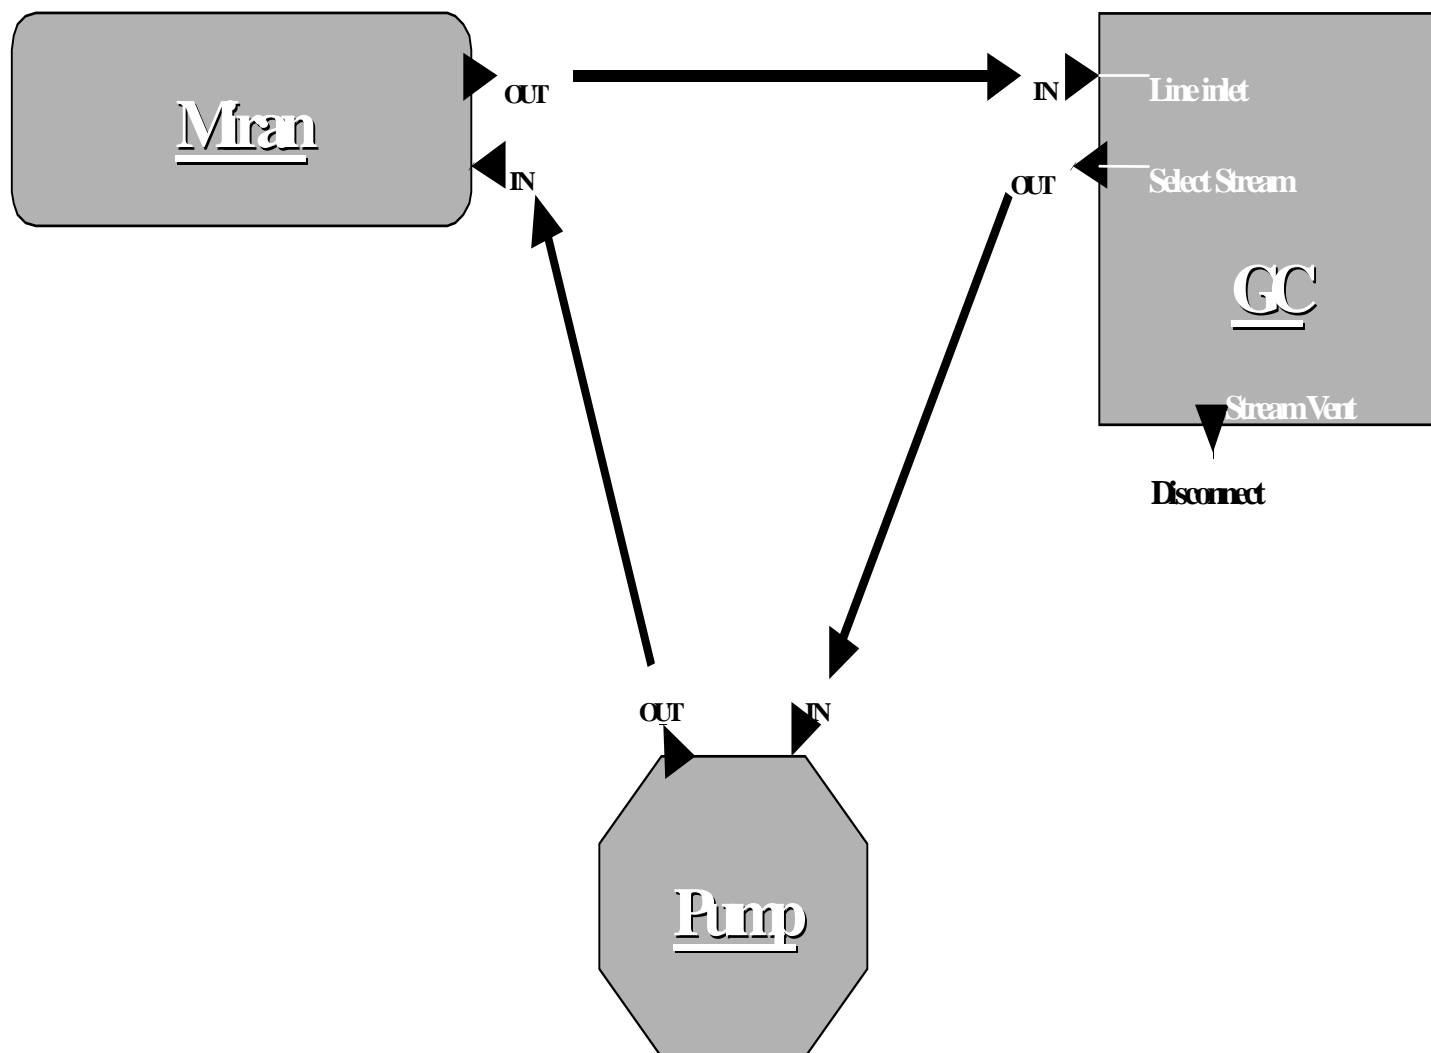 OUT
IN
Line inlet
Miran
IN
OUT
Select Stream
GC
Stream Vent
Disconnect
OUT
IN
Pump